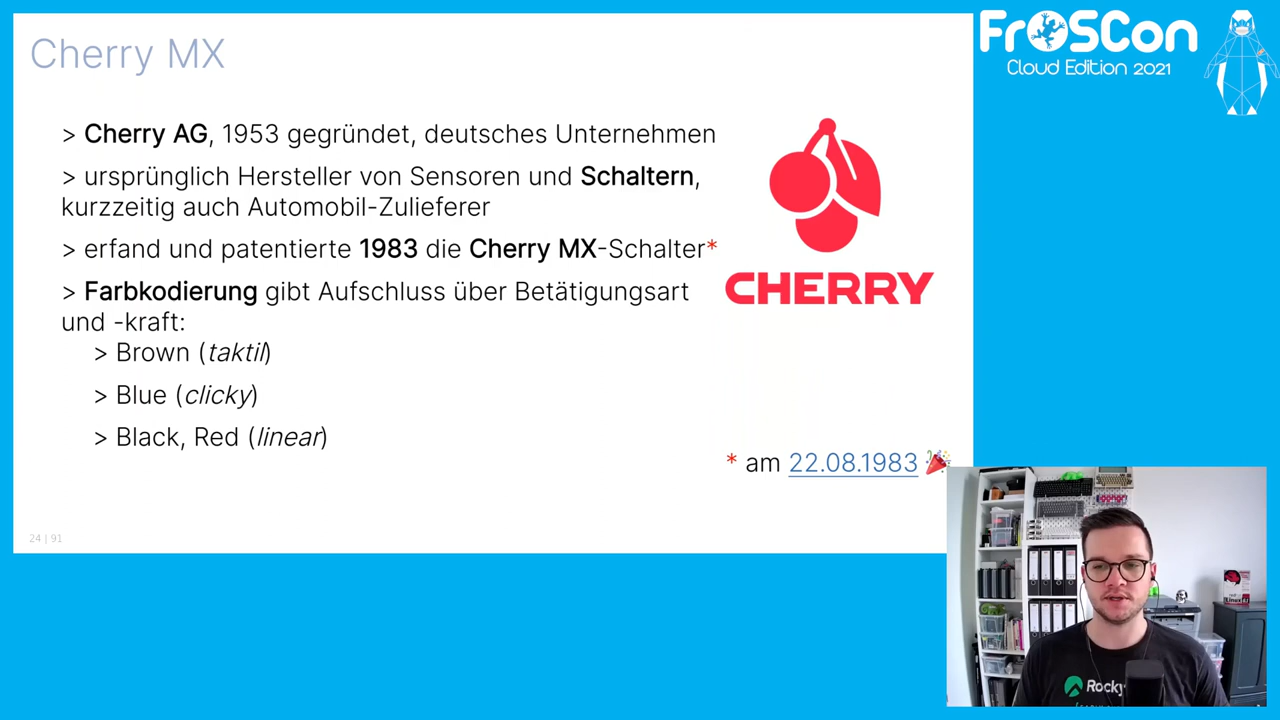 Cherry MX
FrOSCon
Cloud Edition 2021
> Cherry AG, 1953 gegründet, deutsches Unternehmen
> ursprünglich Hersteller von Sensoren und Schaltern,
kurzzeitig auch Automobil-Zulieferer
> erfand und patentierte 1983 die Cherry MX-Schalter*
> Farbkodierung gibt Aufschluss über Betätigungsart
und -kraft:
> Brown (taktil)
> Blue (clicky)
> Black, Red (linear)
CHERRY
* am 22.08.1983 🎉
24 | 91
Rocky